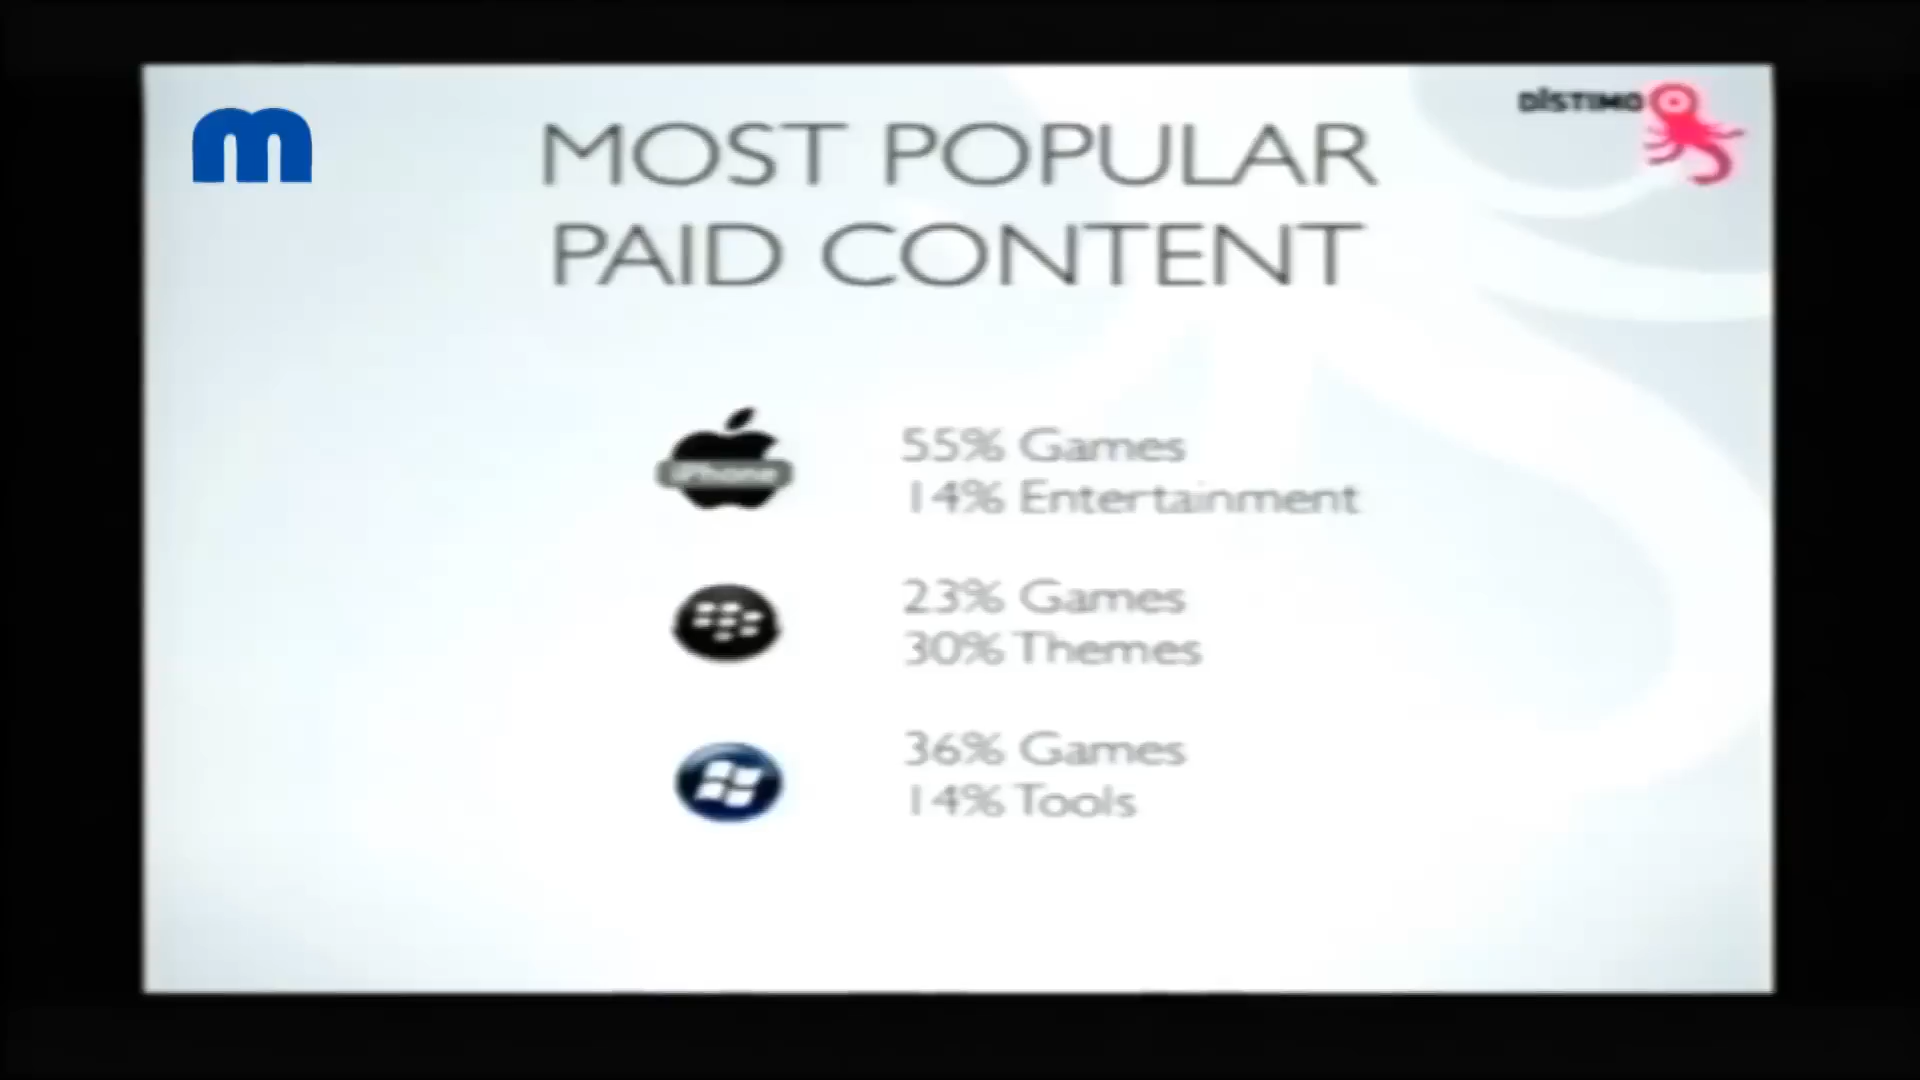 m
DISTIMO
MOST POPULAR
PAID CONTENT
iPhone
55% Games
14% Entertainment
23% Games
30% Themes
36% Games
14% Tools